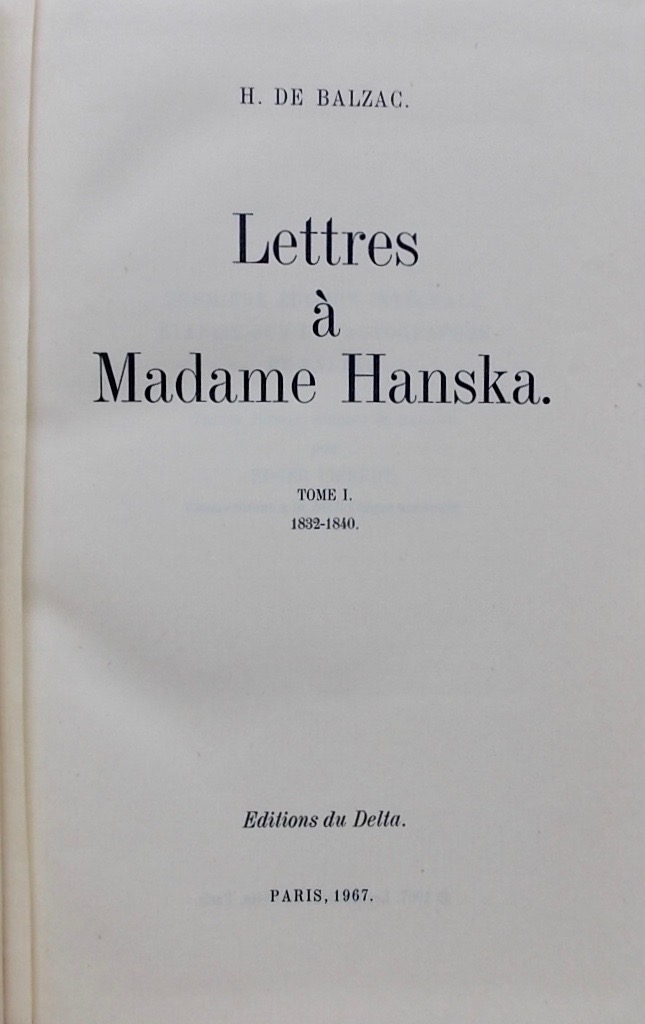 H. DE BALZAC.
Lettres
à
Madame Hanska.
TOME I.
1832-1840.
Editions du Delta.
PARIS, 1967.